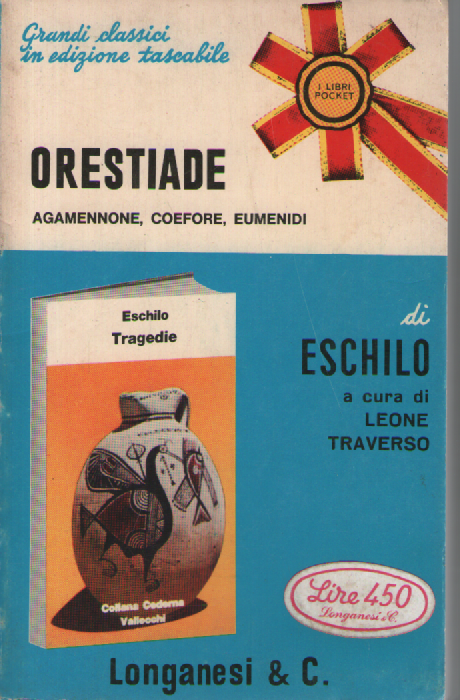 Grandi classici
in edizione tascabile
I LIBRI
POCKET
ORESTIADE
AGAMENNONE, COEFORE, EUMENIDI
di
ESCHILO
a cura di
LEONE
TRAVERSO
Eschilo
Tragedie
Collana Cederna
Vallecchi
Lire 450
Longanesi & C.
Longanesi & C.